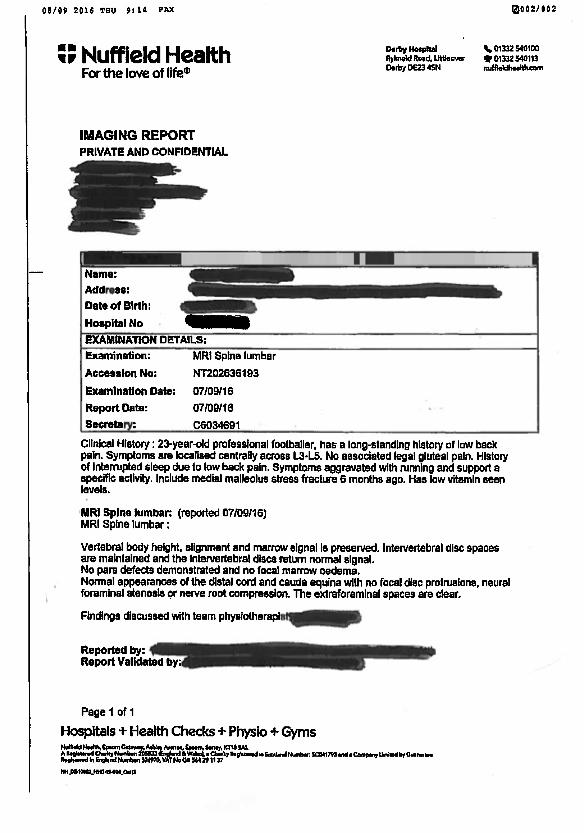 08/09 2016 THU 9:14 FAX
002/002
Nuffield Health
For the love of life®
Derby Hospital
Rykneld Road, Littleover
Derby DE23 4SN
01332 540100
01332 540113
nuffieldhealth.com
IMAGING REPORT
PRIVATE AND CONFIDENTIAL
Name:
Address:
Date of Birth:
Hospital No
EXAMINATION DETAILS:
Examination: MRI Spine lumbar
Accession No: NT202636193
Examination Date: 07/09/16
Report Date: 07/09/16
Secretary: C6034691
Clinical History : 23-year-old professional footballer, has a long-standing history of low back
pain. Symptoms are localised centrally across L3-L5. No associated legal gluteal pain. History
of interrupted sleep due to low back pain. Symptoms aggravated with running and support a
specific activity. Include medial malleolus stress fracture 6 months ago. Has low vitamin seen
levels.
MRI Spine lumbar: (reported 07/09/16)
MRI Spine lumbar :
Vertebral body height, alignment and marrow signal is preserved. Intervertebral disc spaces
are maintained and the intervertebral discs return normal signal.
No pars defects demonstrated and no focal marrow oedema.
Normal appearances of the distal cord and cauda equina with no focal disc protrusions, neural
foraminal stenosis or nerve root compression. The extraforaminal spaces are clear.
Findings discussed with team physiotherapist
Reported by:
Report Validated by:
Page 1 of 1
Hospitals + Health Checks + Physio + Gyms
Nuffield Health, Epsom Gateway, Ashley Avenue, Epsom, Surrey, KT18 5AL
A Registered Charity Number: 205533 (England & Wales), a Charity Registered in Scotland Number: SC041793 and a Company Limited by Guarantee
Registered in England Number: 576970, VAT No GB 564 29 11 37